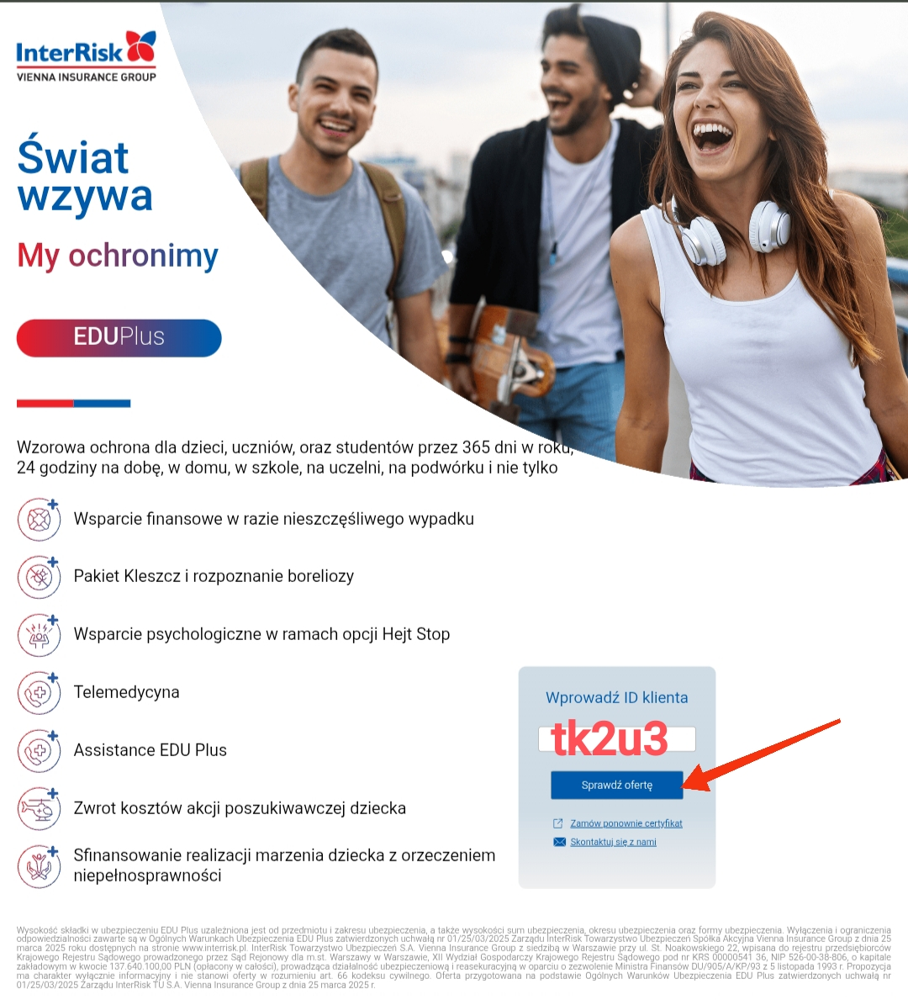 InterRisk
VIENNA INSURANCE GROUP
Świat
wzywa
My ochronimy
EDUPlus
Wzorowa ochrona dla dzieci, uczniów, oraz studentów przez 365 dni w roku,
24 godziny na dobę, w domu, w szkole, na uczelni, na podwórku i nie tylko
Wsparcie finansowe w razie nieszczęśliwego wypadku
Pakiet Kleszcz i rozpoznanie boreliozy
Wsparcie psychologiczne w ramach opcji Hejt Stop
Telemedycyna
Assistance EDU Plus
Zwrot kosztów akcji poszukiwawczej dziecka
Sfinansowanie realizacji marzenia dziecka z orzeczeniem
niepełnosprawności
Wprowadź ID klienta
tk2u3
Sprawdź ofertę
Zamów ponownie certyfikat
Skontaktuj się z nami
Wysokość składki w ubezpieczeniu EDU Plus uzależniona jest od przedmiotu i zakresu ubezpieczenia, a także wysokości sum ubezpieczenia, okresu ubezpieczenia oraz formy ubezpieczenia. Wyłączenia i ograniczenia
odpowiedzialności zawarte są w Ogólnych Warunkach Ubezpieczenia EDU Plus zatwierdzonych uchwałą nr 01/25/03/2025 Zarządu InterRisk Towarzystwo Ubezpieczeń Spółka Akcyjna Vienna Insurance Group z dnia 25
marca 2025 roku dostępnych na stronie www.interrisk.pl. InterRisk Towarzystwo Ubezpieczeń S.A. Vienna Insurance Group z siedzibą w Warszawie przy ul. St. Noakowskiego 22, wpisana do rejestru przedsiębiorców
Krajowego Rejestru Sądowego prowadzonego przez Sąd Rejonowy dla m.st. Warszawy w Warszawie, XII Wydział Gospodarczy Krajowego Rejestru Sądowego pod nr KRS 00000541 36, NIP 526-00-38-806, o kapitale
zakładowym w kwocie 137.640.100,00 PLN (opłacony w całości), prowadząca działalność ubezpieczeniową i reasekuracyjną w oparciu o zezwolenie Ministra Finansów DU/905/A/KP/93 z 5 listopada 1993 r. Propozycja
ma charakter wyłącznie informacyjny i nie stanowi oferty w rozumieniu art. 66 kodeksu cywilnego. Oferta przygotowana na podstawie Ogólnych Warunków Ubezpieczenia EDU Plus zatwierdzonych uchwałą nr
01/25/03/2025 Zarządu InterRisk TU S.A. Vienna Insurance Group z dnia 25 marca 2025 r.